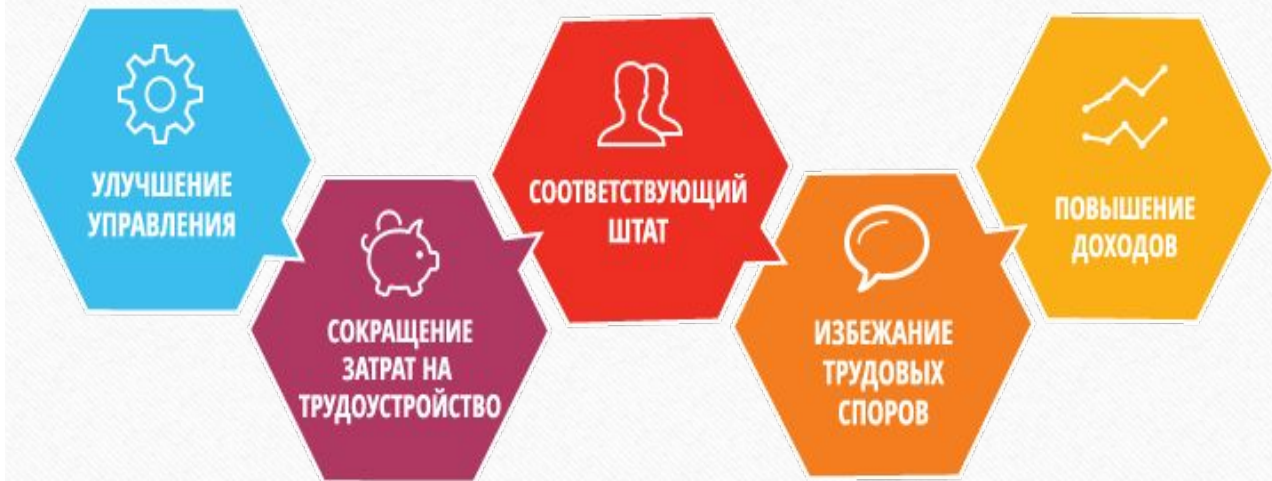 УЛУЧШЕНИЕ
УПРАВЛЕНИЯ
СОКРАЩЕНИЕ
ЗАТРАТ НА
ТРУДОУСТРОЙСТВО
СООТВЕТСТВУЮЩИЙ
ШТАТ
ИЗБЕЖАНИЕ
ТРУДОВЫХ
СПОРОВ
ПОВЫШЕНИЕ
ДОХОДОВ